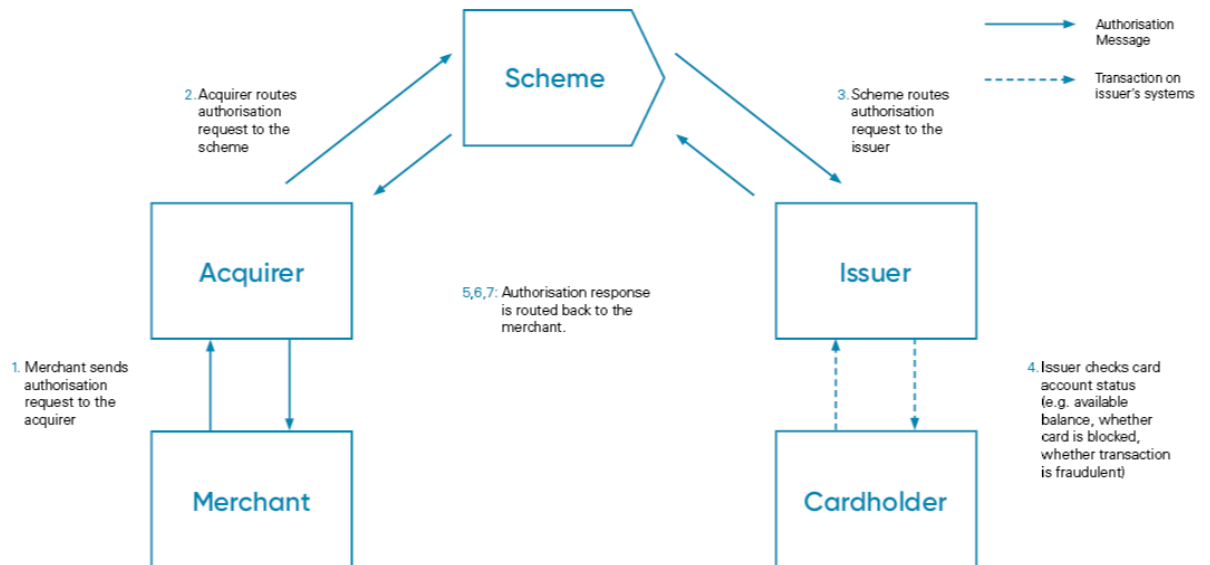 Scheme
Authorisation
Message
Transaction on
issuer's systems
2. Acquirer routes
authorisation
request to the
scheme
3. Scheme routes
authorisation
request to the
issuer
Acquirer
Issuer
5,6,7: Authorisation response
is routed back to the
merchant.
1. Merchant sends
authorisation
request to the
acquirer
4. Issuer checks card
account status
(e.g. available
balance, whether
card is blocked,
whether transaction
is fraudulent)
Merchant
Cardholder